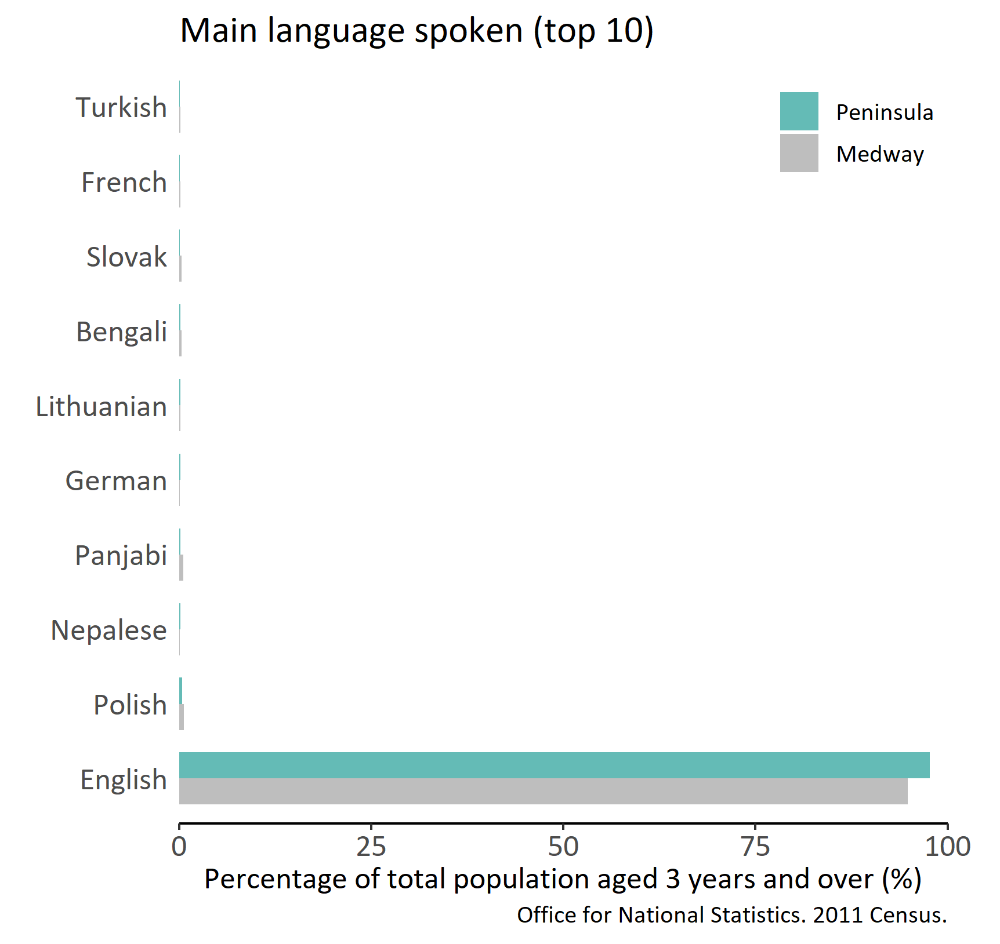 Main language spoken (top 10)
Peninsula
Medway
Turkish
French
Slovak
Bengali
Lithuanian
German
Panjabi
Nepalese
Polish
English
0 25 50 75 100
Percentage of total population aged 3 years and over (%)
Office for National Statistics. 2011 Census.